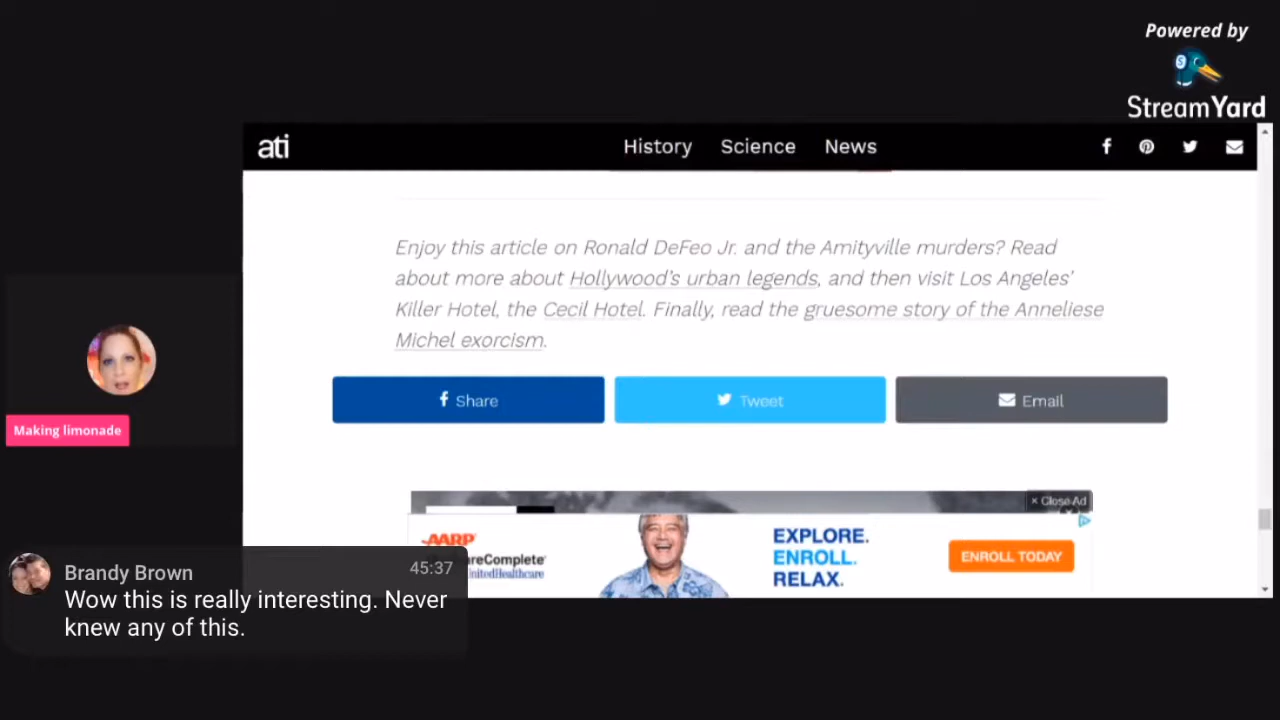 Powered by
StreamYard
ati
History Science News
Enjoy this article on Ronald DeFeo Jr. and the Amityville murders? Read
about more about Hollywood's urban legends, and then visit Los Angeles'
Killer Hotel, the Cecil Hotel. Finally, read the gruesome story of the Anneliese
Michel exorcism.
Share
Tweet
Email
Making limonade
× Close Ad
AARP
EXPLORE.
ENROLL.
RELAX.
ENROLL TODAY
Brandy Brown
45:37
Wow this is really interesting. Never
knew any of this.